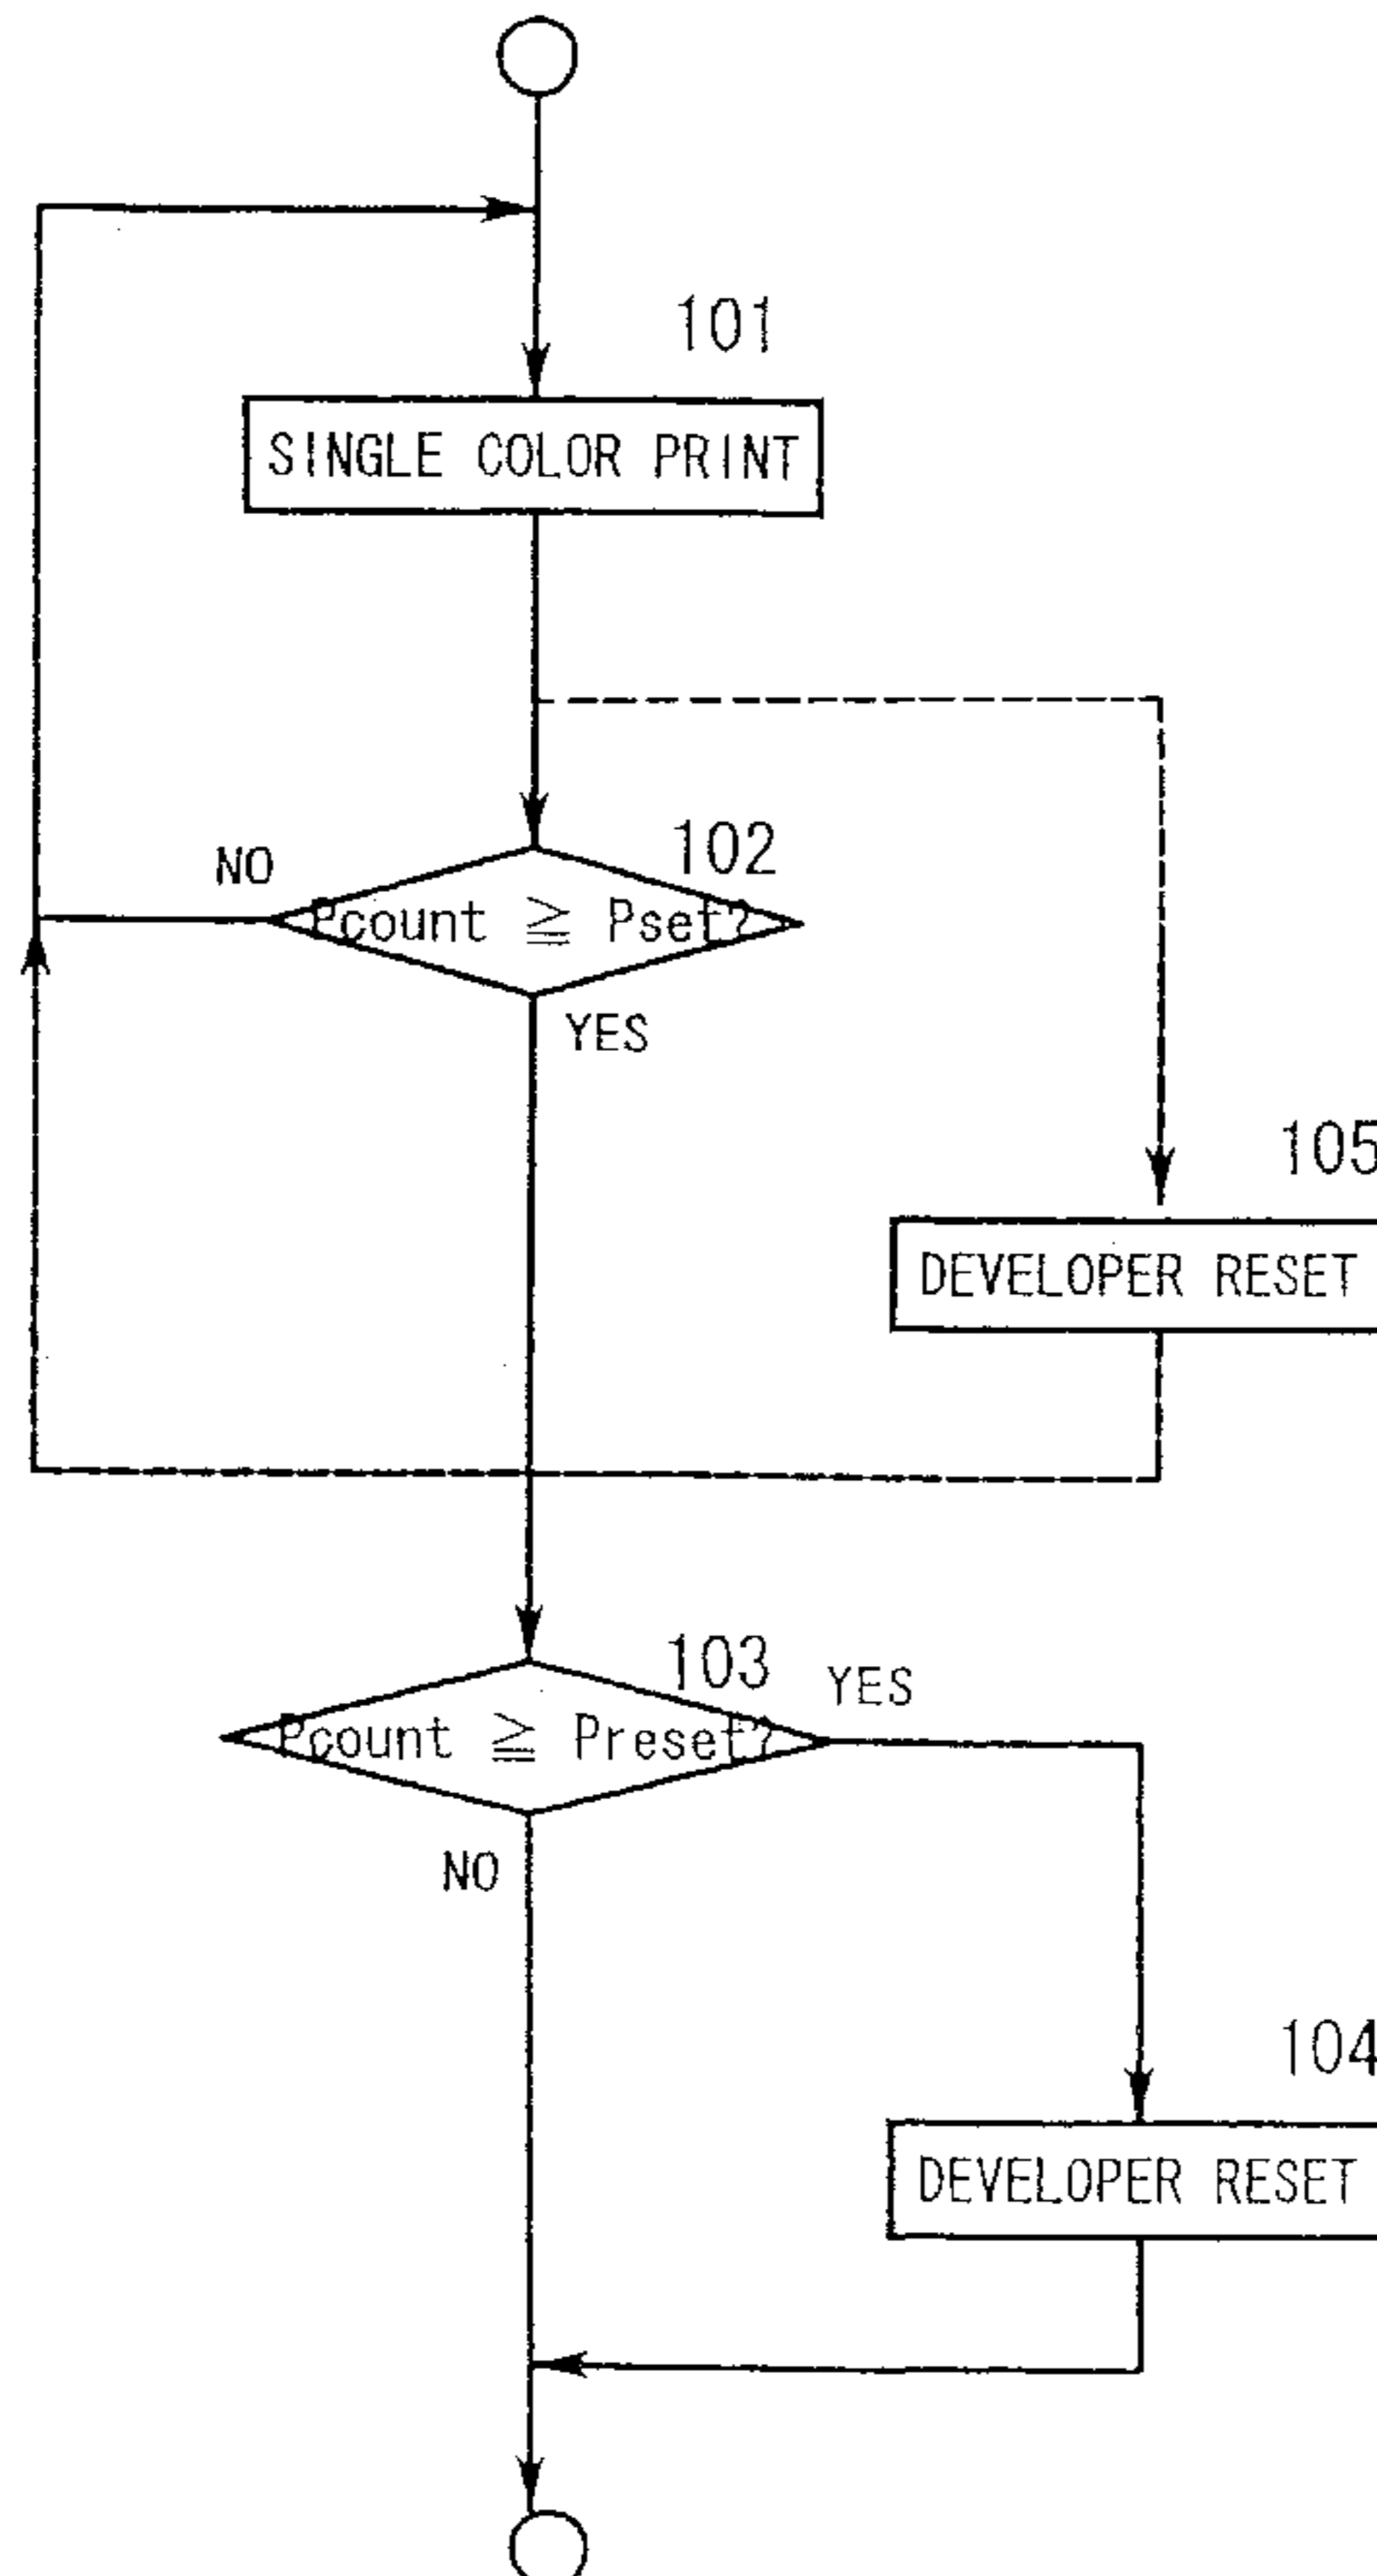 101
SINGLE COLOR PRINT
102
NO
Pcount ≧ Pset?
YES
105
DEVELOPER RESET
103
YES
Pcount ≧ Preset?
NO
104
DEVELOPER RESET